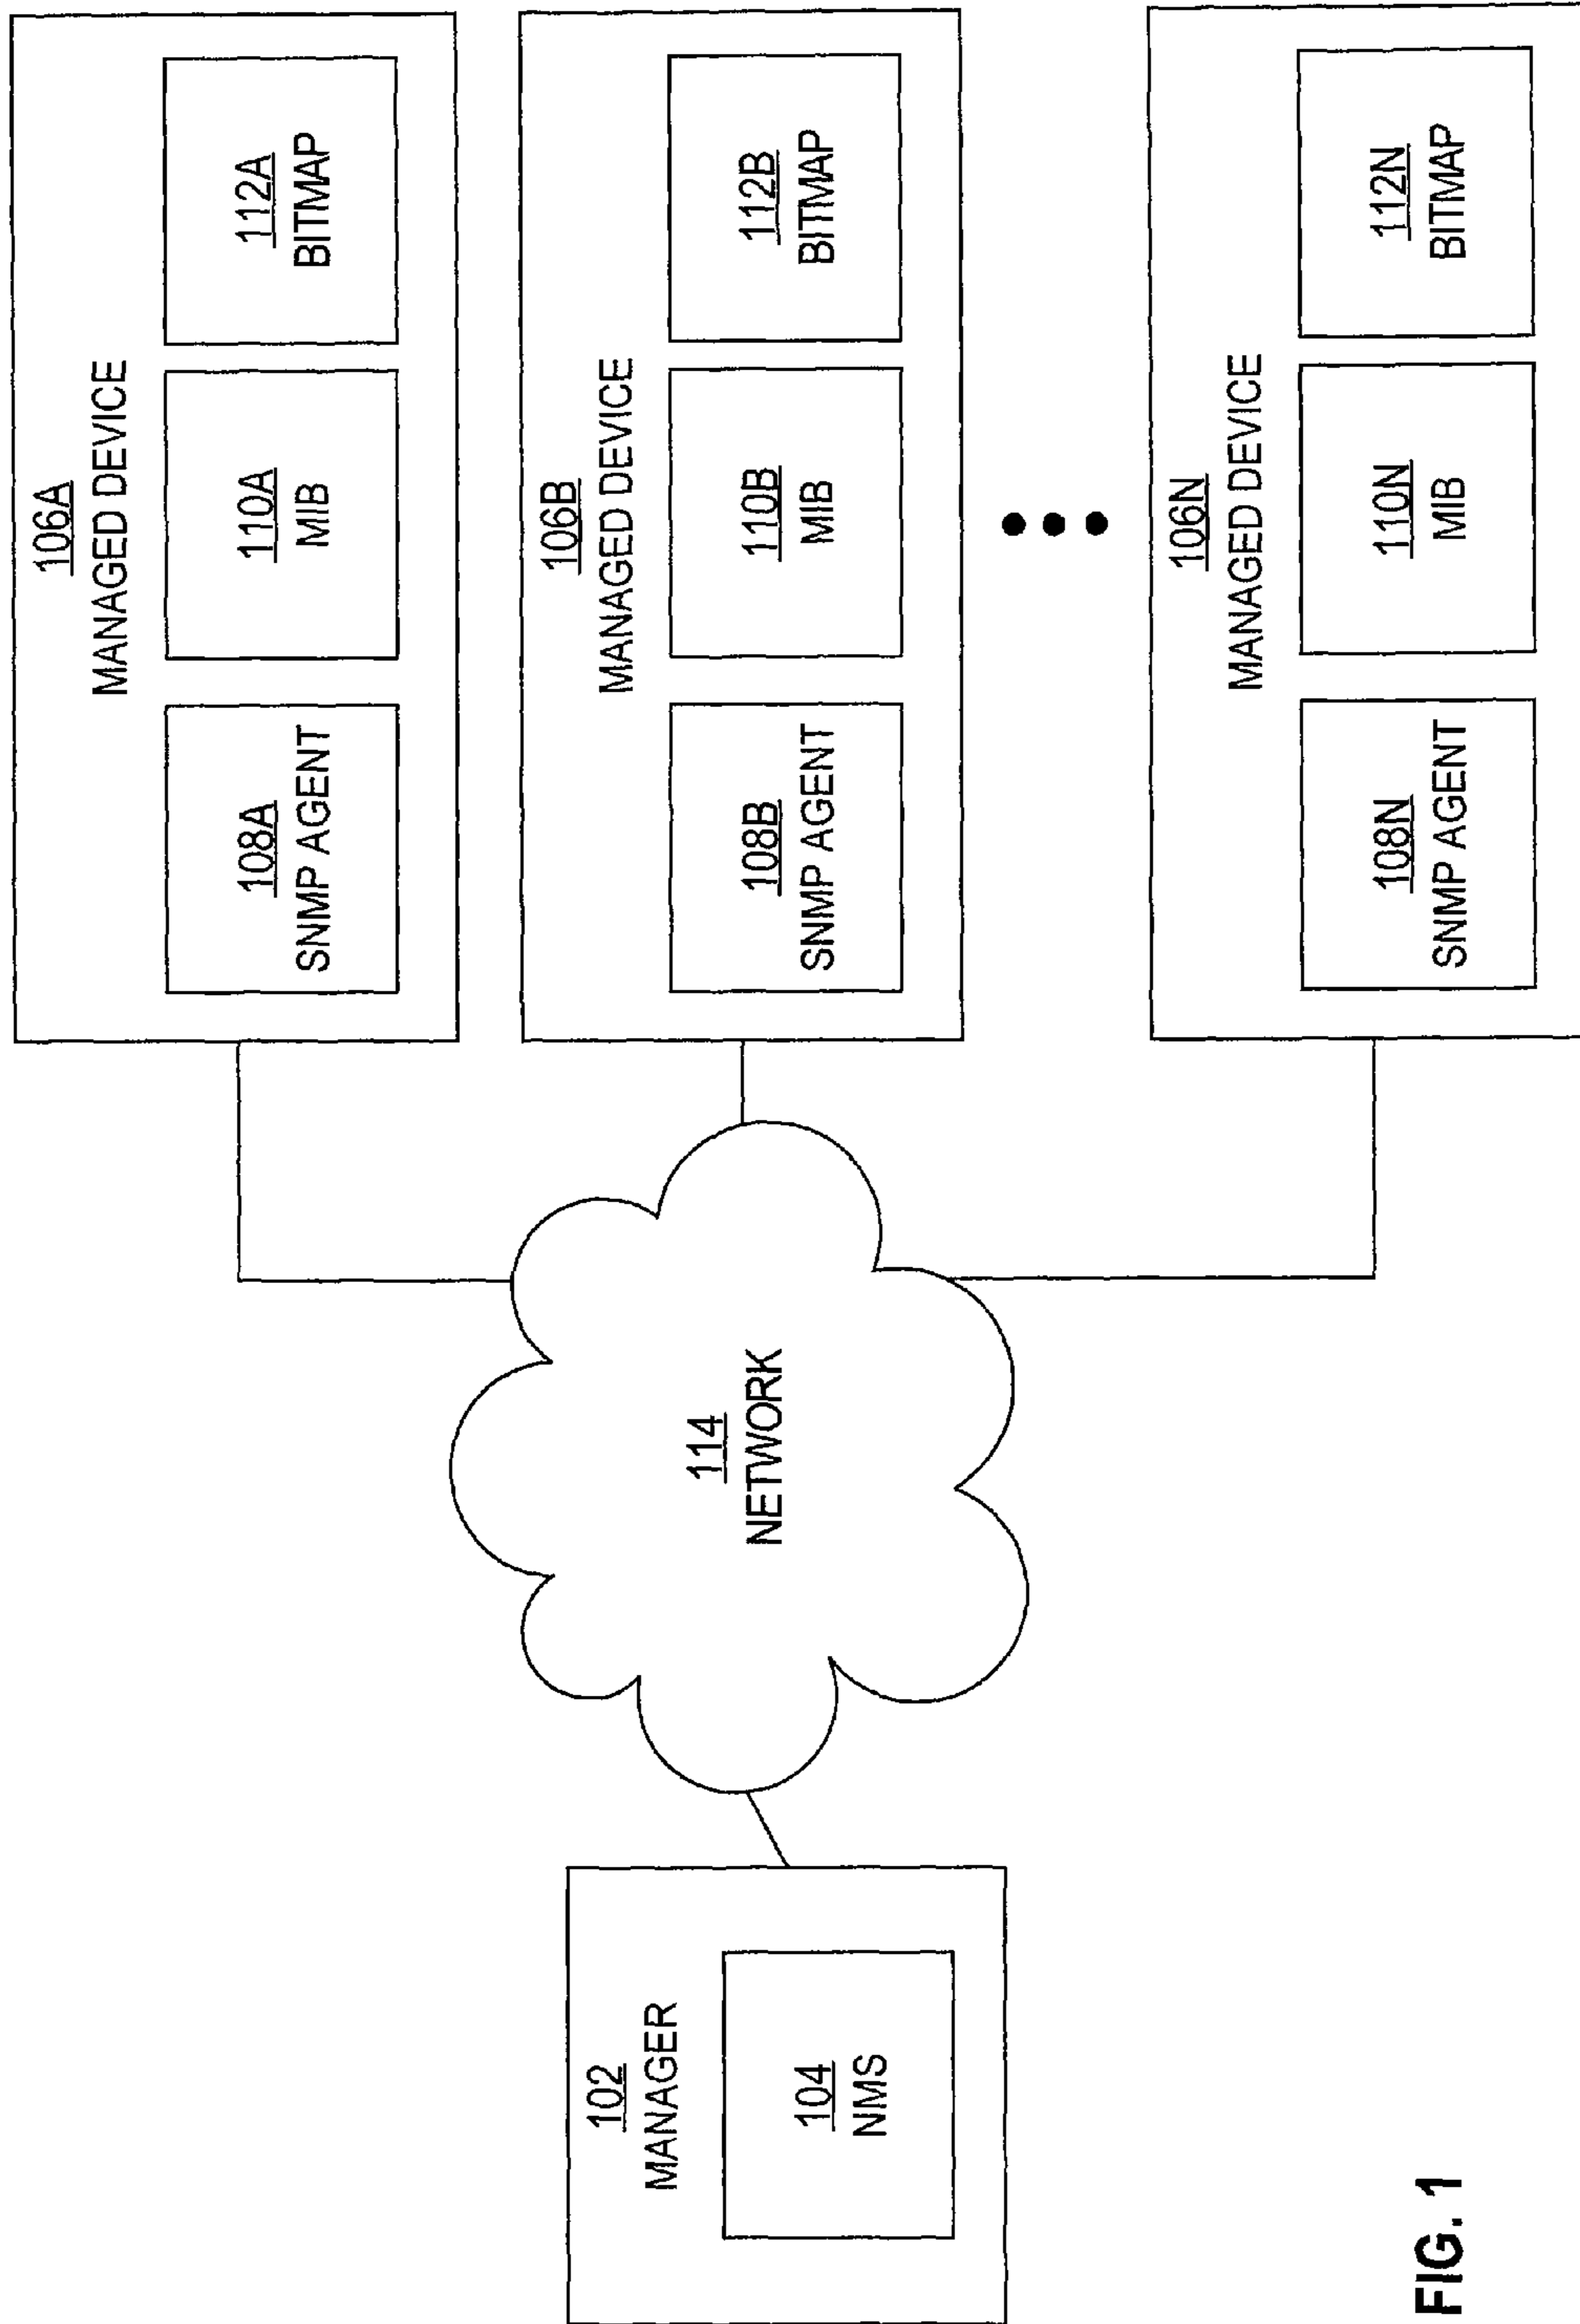 102
MANAGER
104
NMS
114
NETWORK
106A
MANAGED DEVICE
108A
SNMP AGENT
110A
MIB
112A
BITMAP
106B
MANAGED DEVICE
108B
SNMP AGENT
110B
MIB
112B
BITMAP
106N
MANAGED DEVICE
108N
SNMP AGENT
110N
MIB
112N
BITMAP
FIG. 1